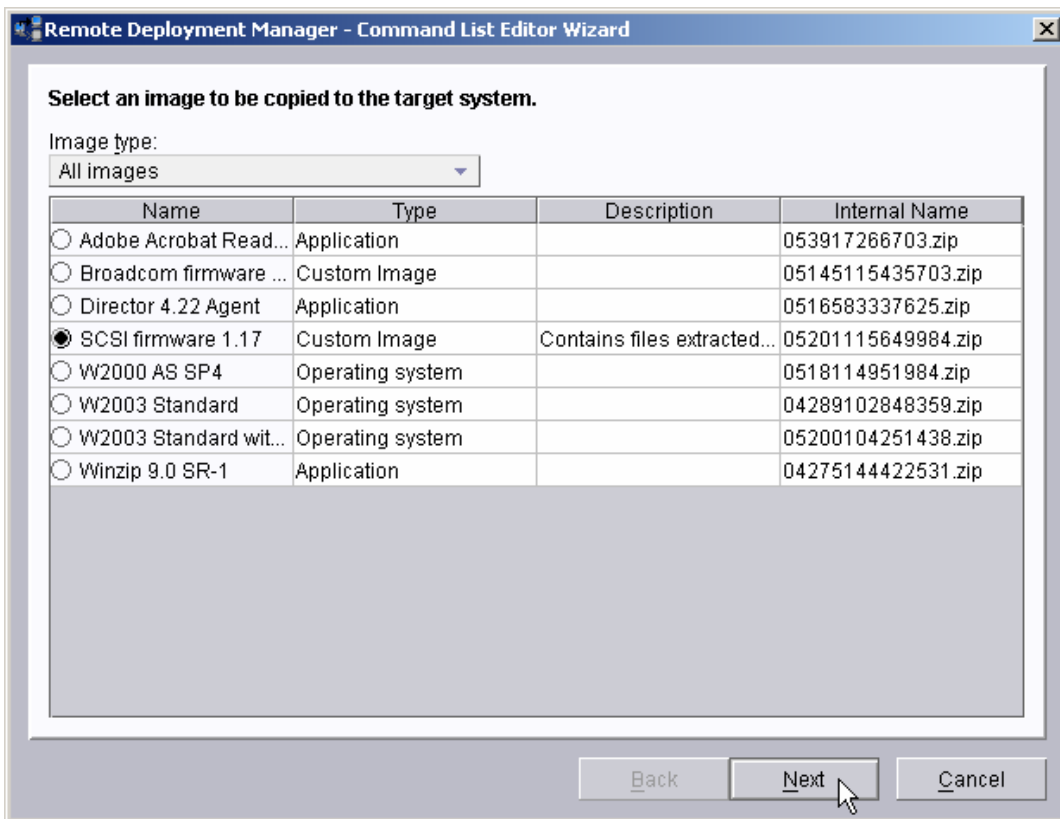 Remote Deployment Manager - Command List Editor Wizard
Select an image to be copied to the target system.
Image type:
All images
Name Type Description Internal Name
Adobe Acrobat Read... Application 053917266703.zip
Broadcom firmware ... Custom Image 05145115435703.zip
Director 4.22 Agent Application 0516583337625.zip
SCSI firmware 1.17 Custom Image Contains files extracted... 05201115649984.zip
W2000 AS SP4 Operating system 0518114951984.zip
W2003 Standard Operating system 04289102848359.zip
W2003 Standard wit... Operating system 05200104251438.zip
Winzip 9.0 SR-1 Application 04275144422531.zip
Back Next Cancel